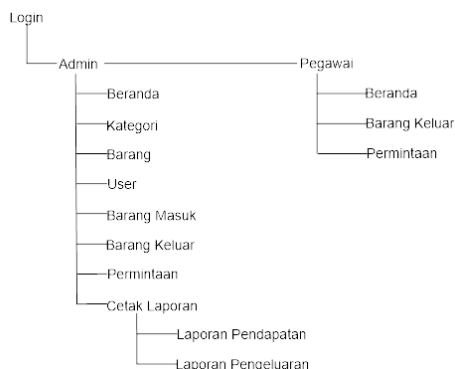 Login
Admin
Pegawai
Beranda
Kategori
Barang
User
Barang Masuk
Barang Keluar
Permintaan
Cetak Laporan
Laporan Pendapatan
Laporan Pengeluaran
Beranda
Barang Keluar
Permintaan